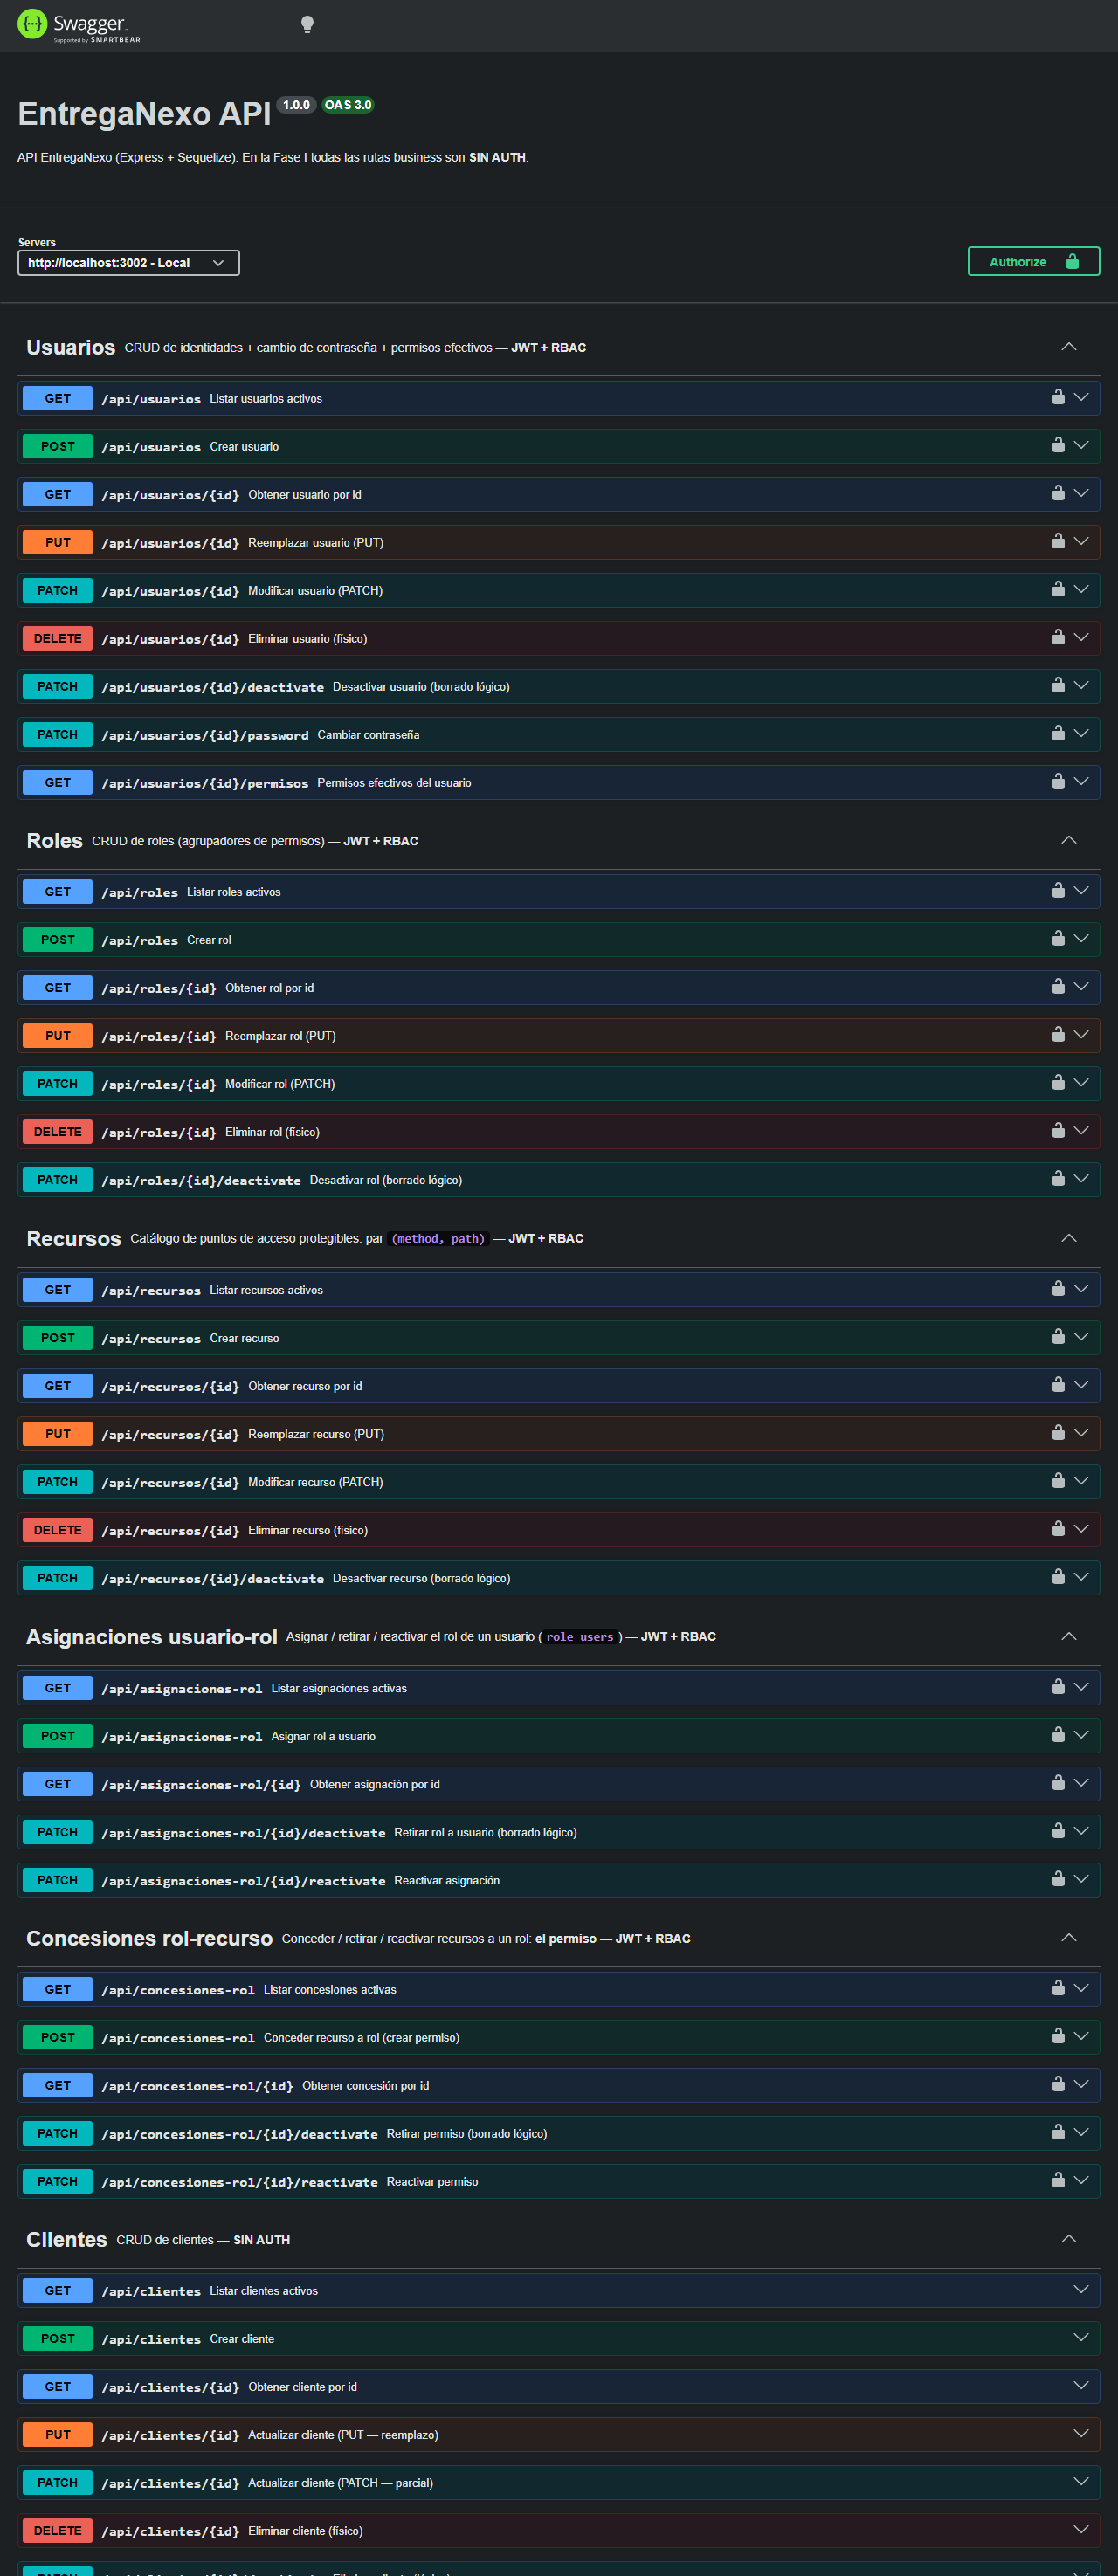 Swagger
Supported by SMARTBEAR
EntregaNexo API 1.0.0 OAS 3.0
API EntregaNexo (Express + Sequelize). En la Fase I todas las rutas business son SIN AUTH.
Servers
http://localhost:3002 - Local
Authorize
Usuarios CRUD de identidades + cambio de contraseña + permisos efectivos — JWT + RBAC
GET /api/usuarios Listar usuarios activos
POST /api/usuarios Crear usuario
GET /api/usuarios/{id} Obtener usuario por id
PUT /api/usuarios/{id} Reemplazar usuario (PUT)
PATCH /api/usuarios/{id} Modificar usuario (PATCH)
DELETE /api/usuarios/{id} Eliminar usuario (físico)
PATCH /api/usuarios/{id}/deactivate Desactivar usuario (borrado lógico)
PATCH /api/usuarios/{id}/password Cambiar contraseña
GET /api/usuarios/{id}/permisos Permisos efectivos del usuario
Roles CRUD de roles (agrupadores de permisos) — JWT + RBAC
GET /api/roles Listar roles activos
POST /api/roles Crear rol
GET /api/roles/{id} Obtener rol por id
PUT /api/roles/{id} Reemplazar rol (PUT)
PATCH /api/roles/{id} Modificar rol (PATCH)
DELETE /api/roles/{id} Eliminar rol (físico)
PATCH /api/roles/{id}/deactivate Desactivar rol (borrado lógico)
Recursos Catálogo de puntos de acceso protegibles: par (method, path) — JWT + RBAC
GET /api/recursos Listar recursos activos
POST /api/recursos Crear recurso
GET /api/recursos/{id} Obtener recurso por id
PUT /api/recursos/{id} Reemplazar recurso (PUT)
PATCH /api/recursos/{id} Modificar recurso (PATCH)
DELETE /api/recursos/{id} Eliminar recurso (físico)
PATCH /api/recursos/{id}/deactivate Desactivar recurso (borrado lógico)
Asignaciones usuario-rol Asignar / retirar / reactivar el rol de un usuario (role_users) — JWT + RBAC
GET /api/asignaciones-rol Listar asignaciones activas
POST /api/asignaciones-rol Asignar rol a usuario
GET /api/asignaciones-rol/{id} Obtener asignación por id
PATCH /api/asignaciones-rol/{id}/deactivate Retirar rol a usuario (borrado lógico)
PATCH /api/asignaciones-rol/{id}/reactivate Reactivar asignación
Concesiones rol-recurso Conceder / retirar / reactivar recursos a un rol: el permiso — JWT + RBAC
GET /api/concesiones-rol Listar concesiones activas
POST /api/concesiones-rol Conceder recurso a rol (crear permiso)
GET /api/concesiones-rol/{id} Obtener concesión por id
PATCH /api/concesiones-rol/{id}/deactivate Retirar permiso (borrado lógico)
PATCH /api/concesiones-rol/{id}/reactivate Reactivar permiso
Clientes CRUD de clientes — SIN AUTH
GET /api/clientes Listar clientes activos
POST /api/clientes Crear cliente
GET /api/clientes/{id} Obtener cliente por id
PUT /api/clientes/{id} Actualizar cliente (PUT — reemplazo)
PATCH /api/clientes/{id} Actualizar cliente (PATCH — parcial)
DELETE /api/clientes/{id} Eliminar cliente (físico)
PATCH